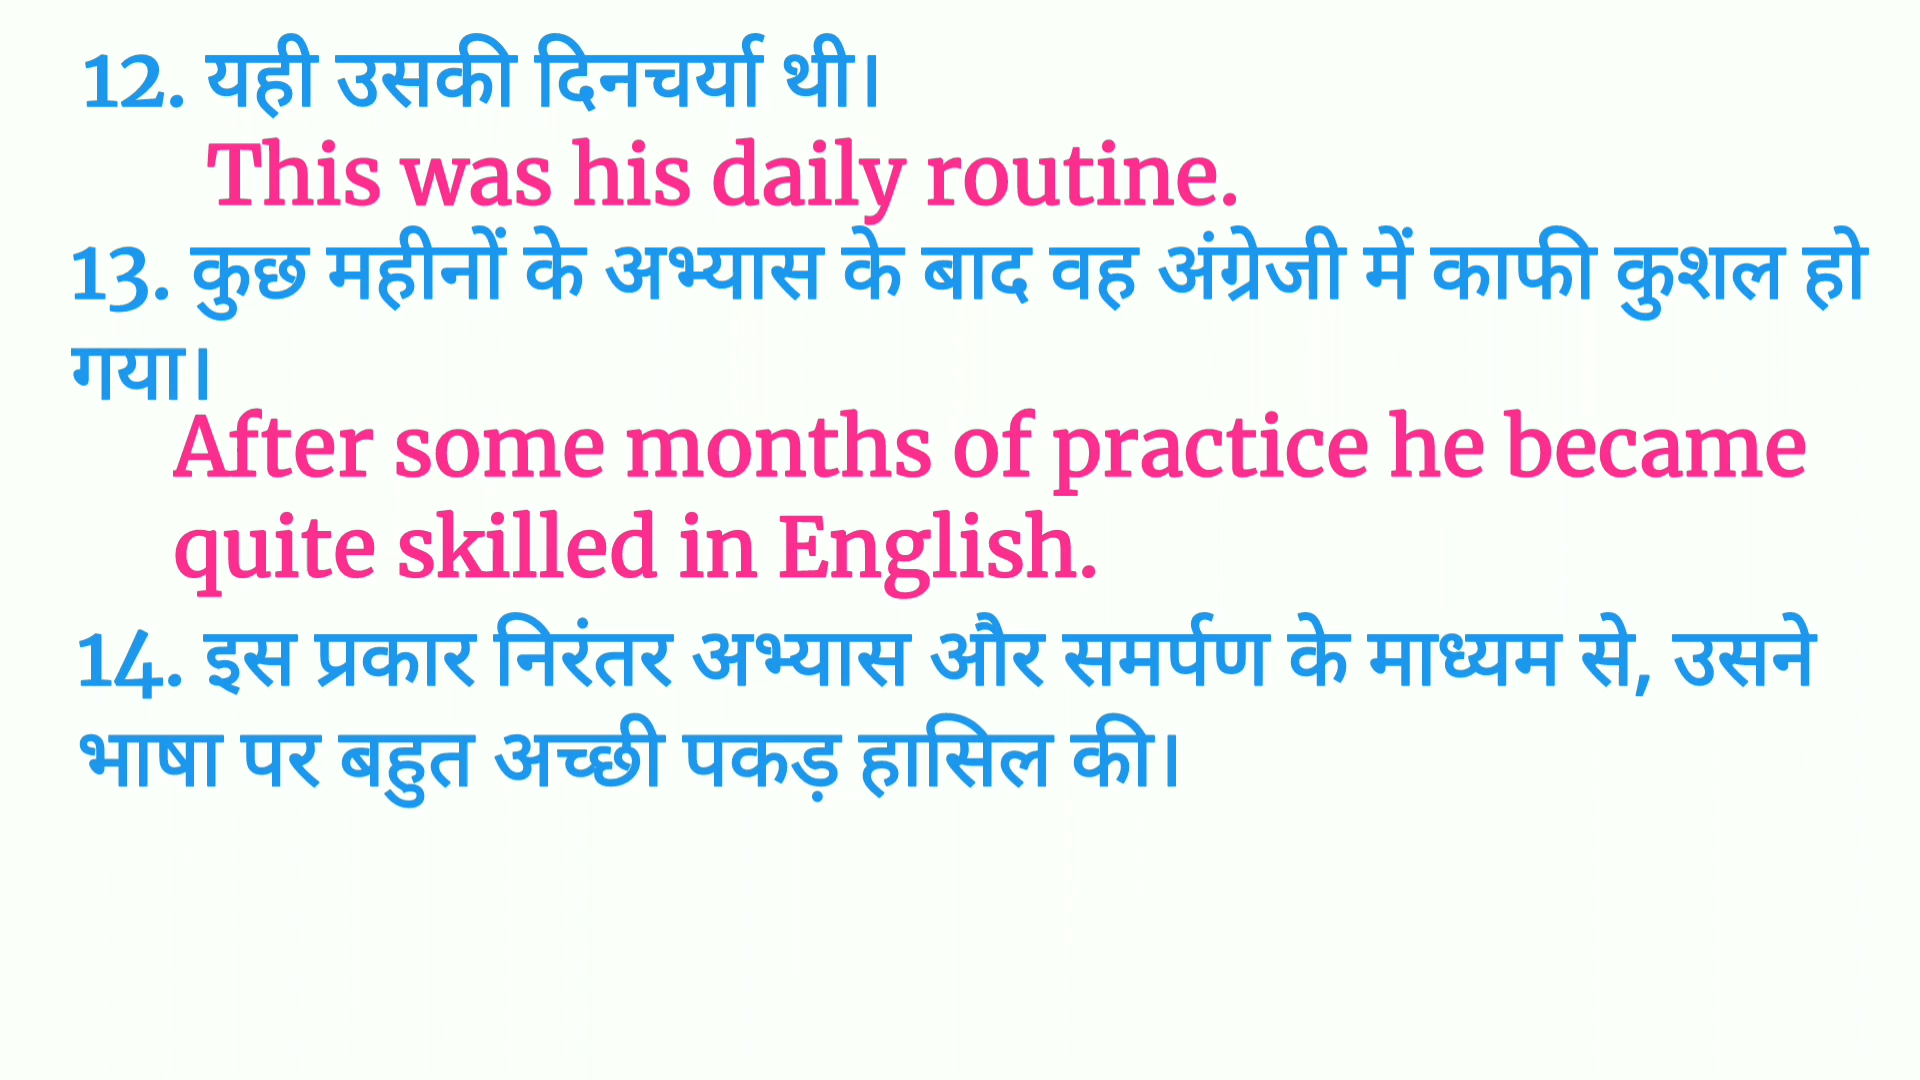 12. यही उसकी दिनचर्या थी।
This was his daily routine.
13. कुछ महीनों के अभ्यास के बाद वह अंग्रेजी में काफी कुशल हो
गया।
After some months of practice he became
quite skilled in English.
14. इस प्रकार निरंतर अभ्यास और समर्पण के माध्यम से, उसने
भाषा पर बहुत अच्छी पकड़ हासिल की।